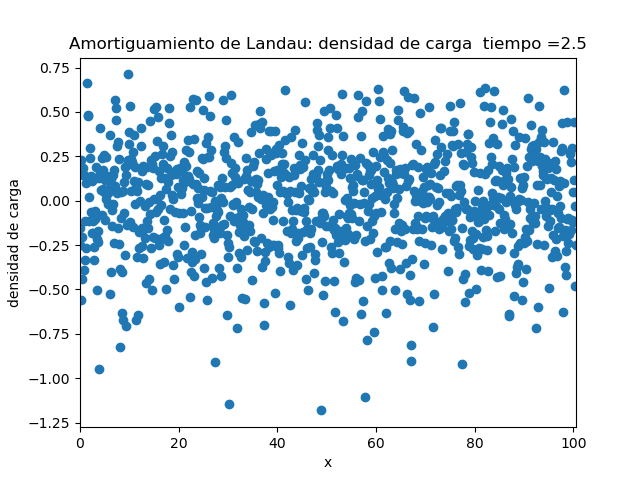 Amortiguamiento de Landau: densidad de carga  tiempo =2.5
densidad de carga
0.75
0.50
0.25
0.00
−0.25
−0.50
−0.75
−1.00
−1.25
0 20 40 60 80 100
x